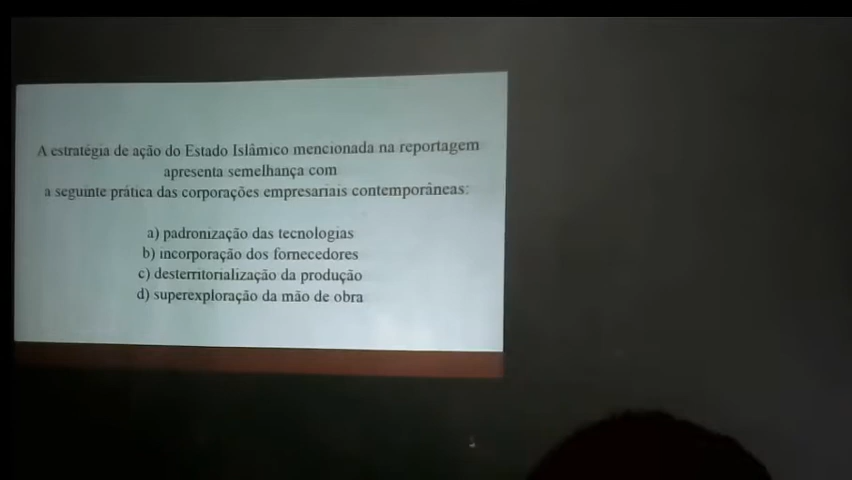 A estratégia de ação do Estado Islâmico mencionada na reportagem
apresenta semelhança com
a seguinte prática das corporações empresariais contemporâneas:
a) padronização das tecnologias
b) incorporação dos fornecedores
c) desterritorialização da produção
d) superexploração da mão de obra